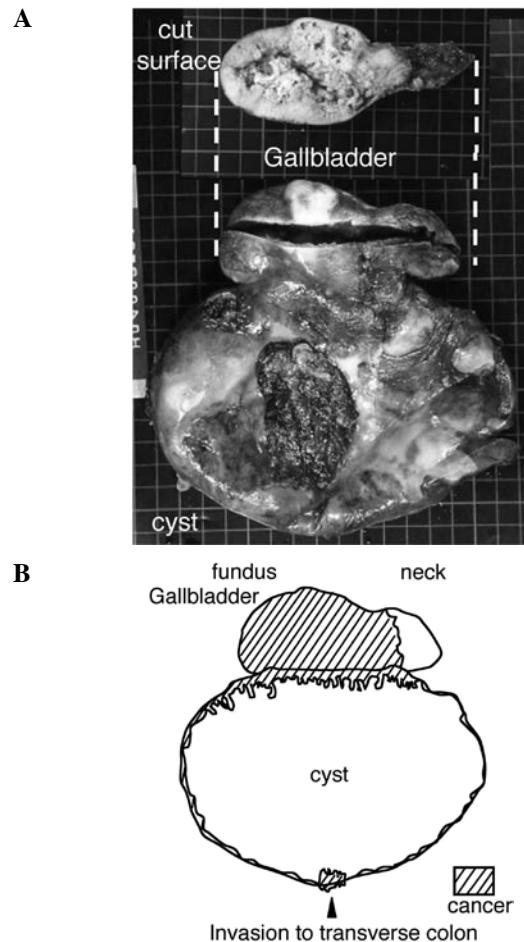 A
cut
surface
Gallbladder
cyst
B
fundus
neck
Gallbladder
cyst
cancer
Invasion to transverse colon